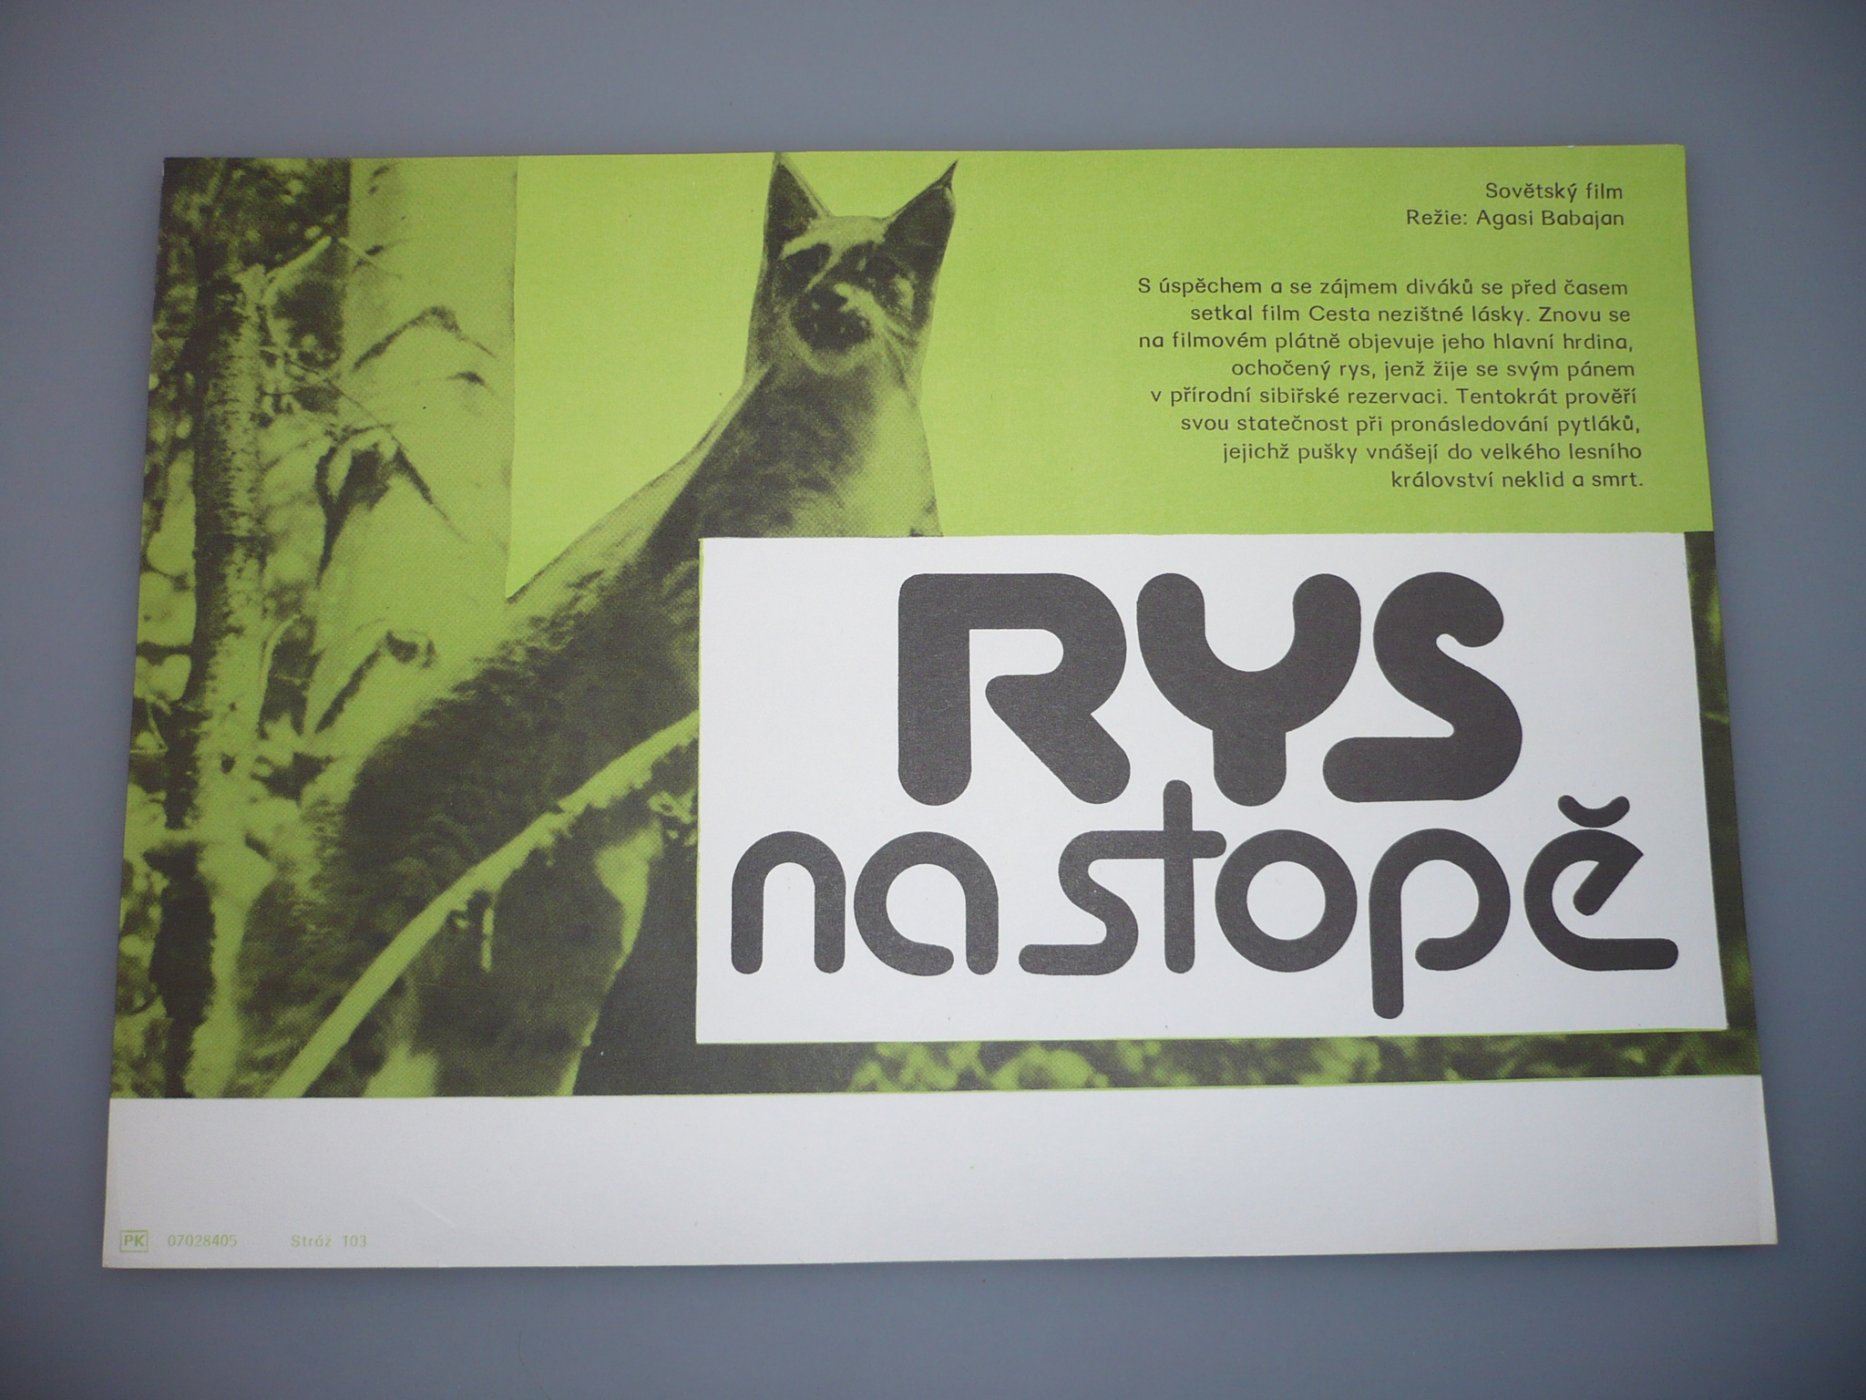 Sovětský film
Režie: Agasi Babajan
S úspěchem a se zájmem diváků se před časem
setkal film Cesta nezištné lásky. Znovu se
na filmovém plátně objevuje jeho hlavní hrdina,
ochočený rys, jenž žije se svým pánem
v přírodní sibiřské rezervaci. Tentokrát prověří
svou statečnost při pronásledování pytláků,
jejichž pušky vnášejí do velkého lesního
království neklid a smrt.
RYS
na stopě
PK 07028405 Stráž 103